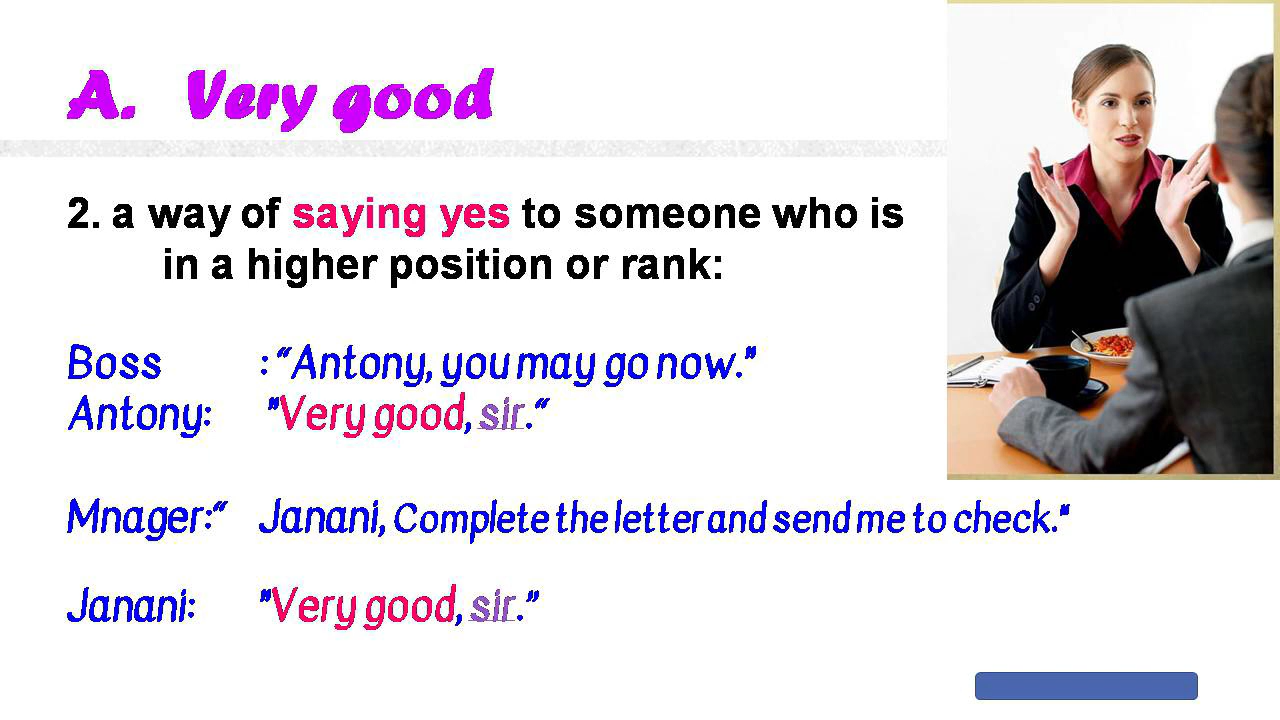 A. Very good
2. a way of saying yes to someone who is
in a higher position or rank:
Boss : “Antony, you may go now."
Antony: "Very good, sir.“
Mnager:“ Janani, Complete the letter and send me to check."
Janani: "Very good, sir.”